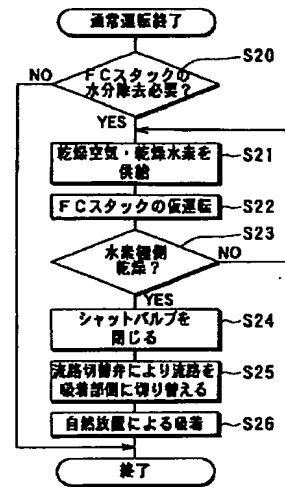 通常運転終了
S20
NO
FCスタックの
水分除去必要?
YES
乾燥空気・乾燥水素を
供給
S21
FCスタックの仮運転
S22
S23
水素極側
乾燥?
NO
YES
シャットバルブを
閉じる
S24
流路切替弁により流路を
吸着部側に切り替える
S25
自然放置による吸着
S26
終了